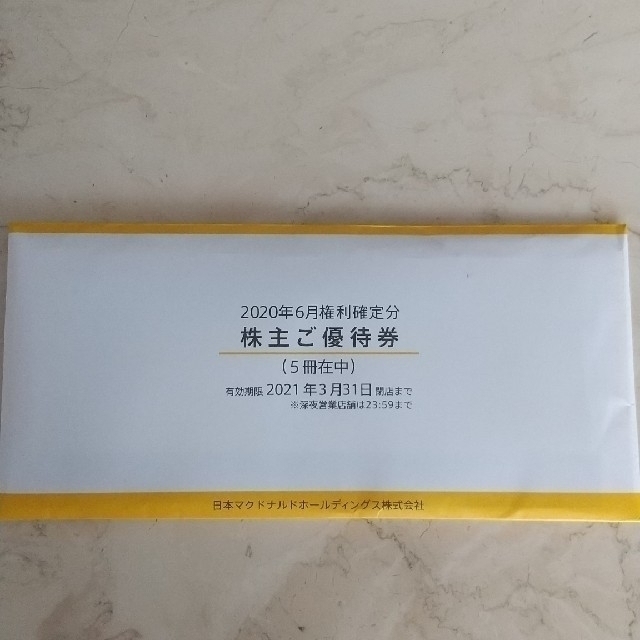 2020年6月権利確定分
株主ご優待券
(5冊在中)
有効期限 2021年3月31日 閉店まで
※深夜営業店舗は23:59まで
日本マクドナルドホールディングス株式会社